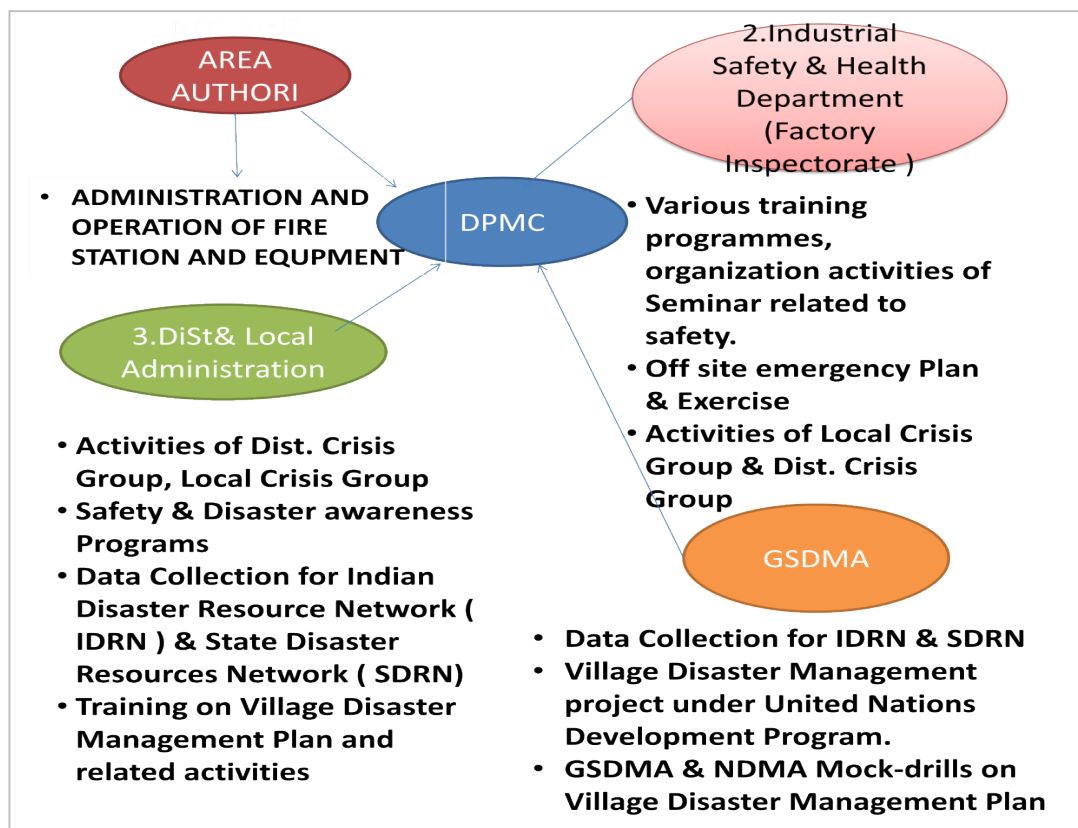 AREA
AUTHORI
2.Industrial
Safety & Health
Department
(Factory
Inspectorate )
• ADMINISTRATION AND
OPERATION OF FIRE
STATION AND EQUPMENT
DPMC
• Various training
programmes,
organization activities of
Seminar related to
safety.
• Off site emergency Plan
& Exercise
• Activities of Local Crisis
Group & Dist. Crisis
Group
3.DiSt& Local
Administration
• Activities of Dist. Crisis
Group, Local Crisis Group
• Safety & Disaster awareness
Programs
• Data Collection for Indian
Disaster Resource Network (
IDRN ) & State Disaster
Resources Network ( SDRN)
• Training on Village Disaster
Management Plan and
related activities
GSDMA
• Data Collection for IDRN & SDRN
• Village Disaster Management
project under United Nations
Development Program.
• GSDMA & NDMA Mock-drills on
Village Disaster Management Plan